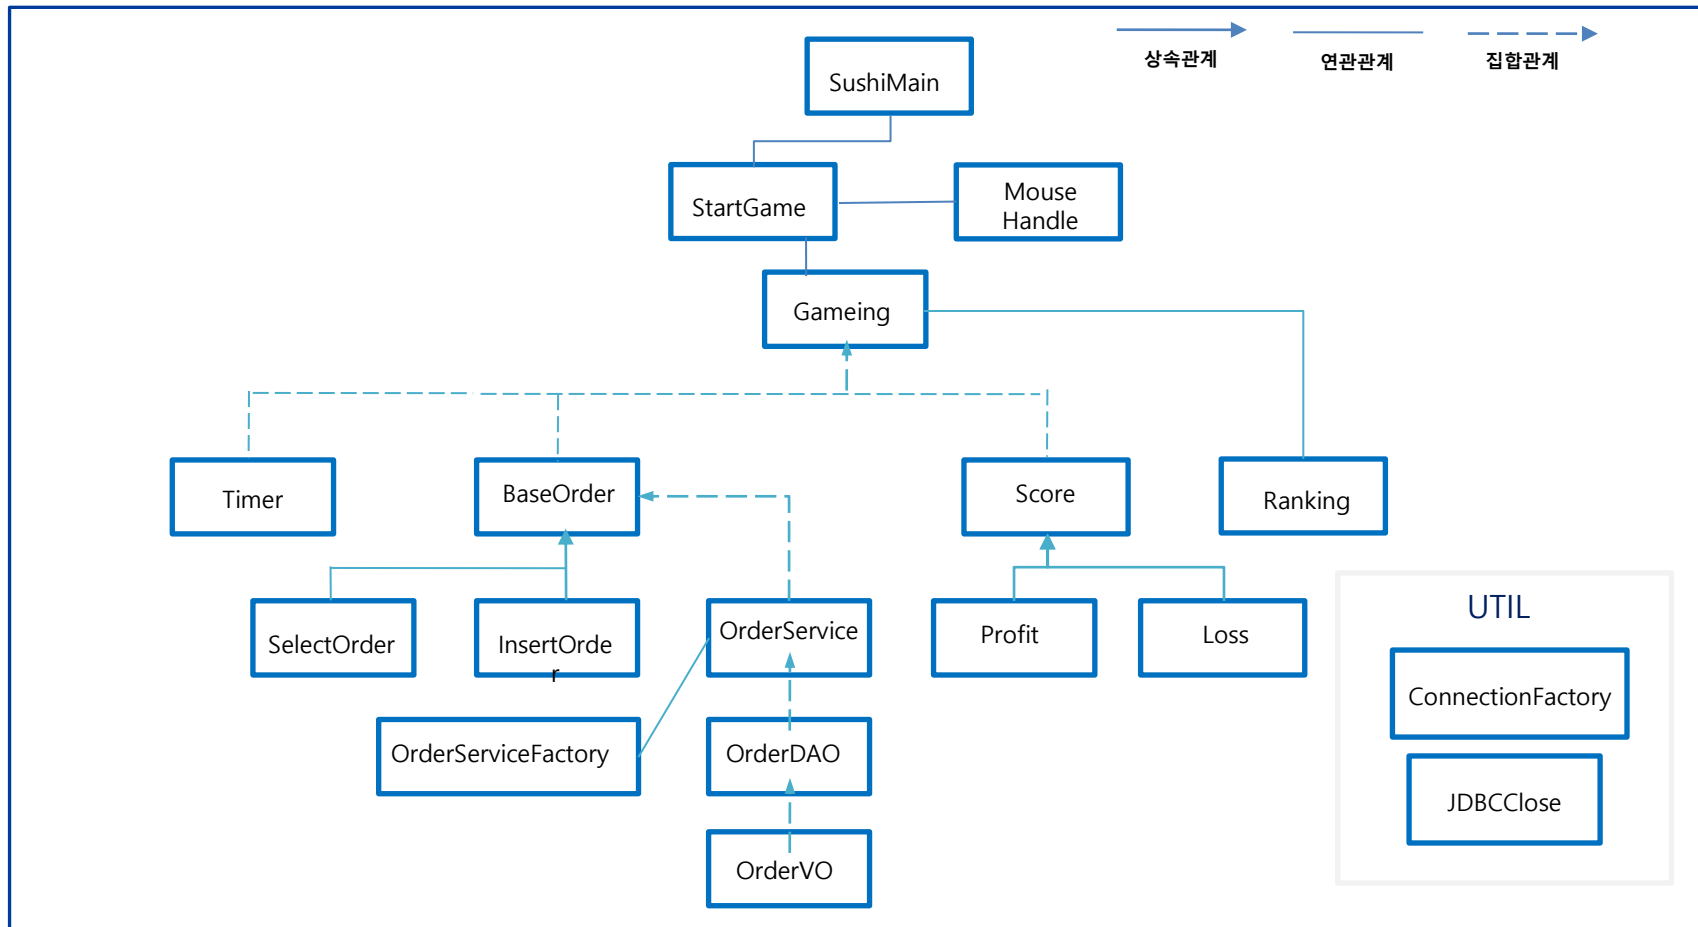 상속관계
연관관계
집합관계
SushiMain
StartGame
Mouse
Handle
Gameing
Timer
BaseOrder
Score
Ranking
SelectOrder
InsertOrde
r
OrderService
Profit
Loss
UTIL
OrderServiceFactory
OrderDAO
ConnectionFactory
JDBCClose
OrderVO